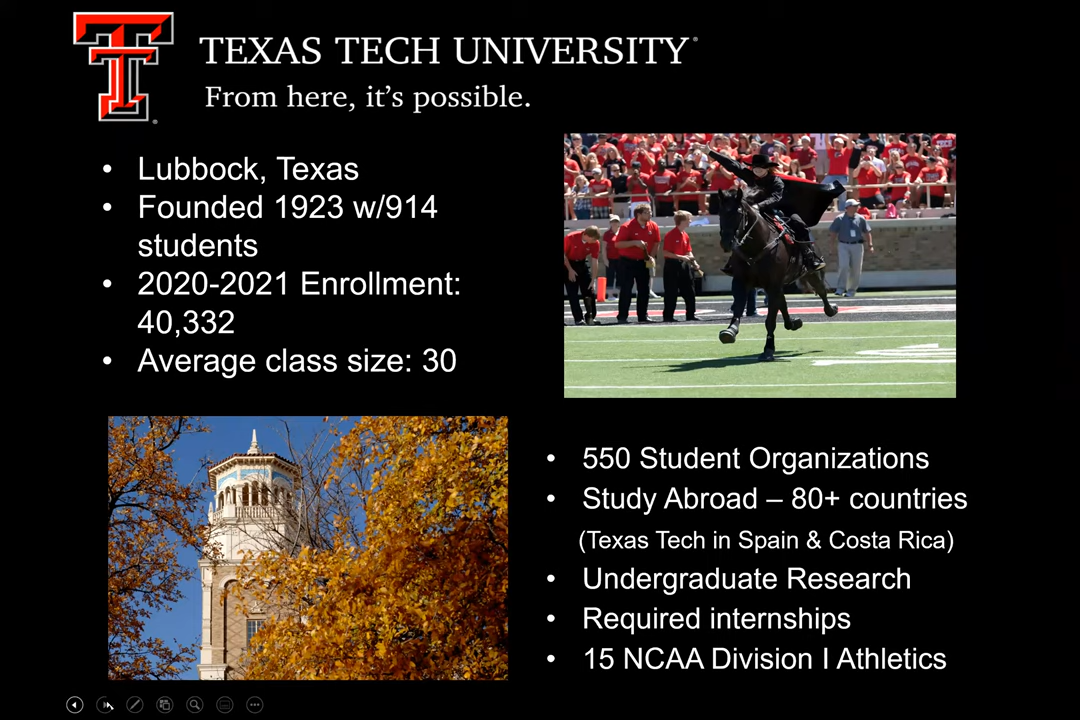 TEXAS TECH UNIVERSITY®
From here, it's possible.
• Lubbock, Texas
• Founded 1923 w/914
students
• 2020-2021 Enrollment:
40,332
• Average class size: 30
• 550 Student Organizations
• Study Abroad – 80+ countries
(Texas Tech in Spain & Costa Rica)
• Undergraduate Research
• Required internships
• 15 NCAA Division I Athletics